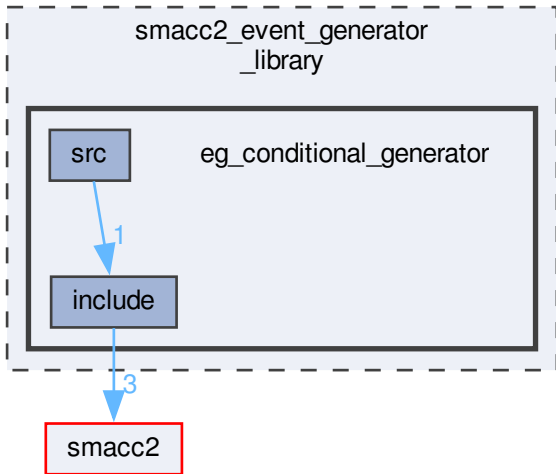 smacc2_event_generator
_library
src
eg_conditional_generator
1
include
3
smacc2